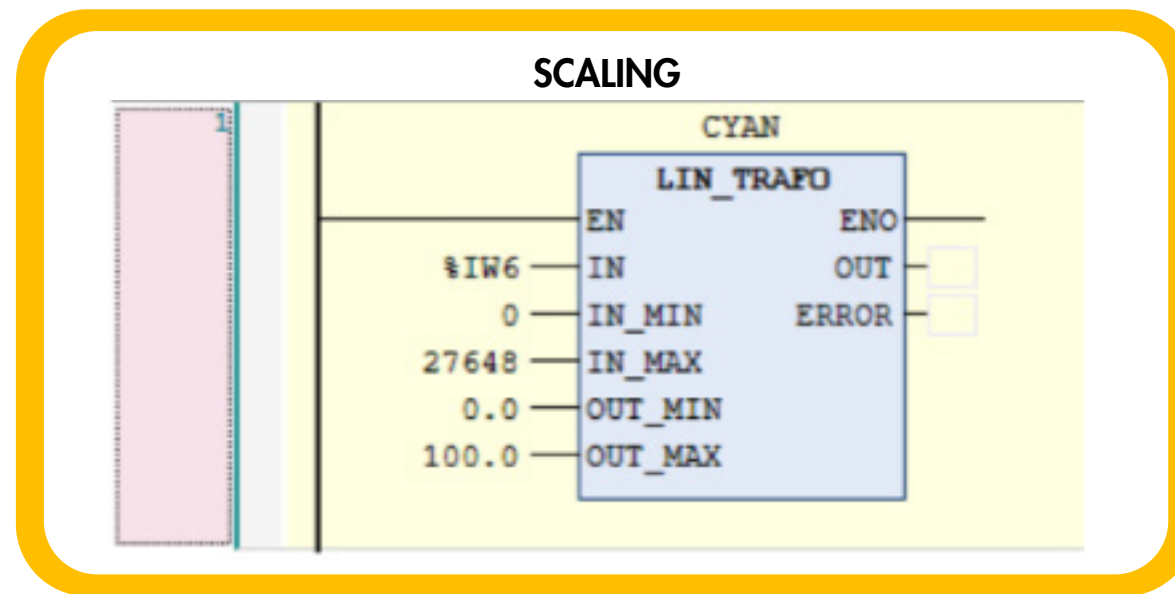 SCALING
1
CYAN
LIN_TRAFO
EN ENO
%IW6 IN OUT
0 IN_MIN ERROR
27648 IN_MAX
0.0 OUT_MIN
100.0 OUT_MAX